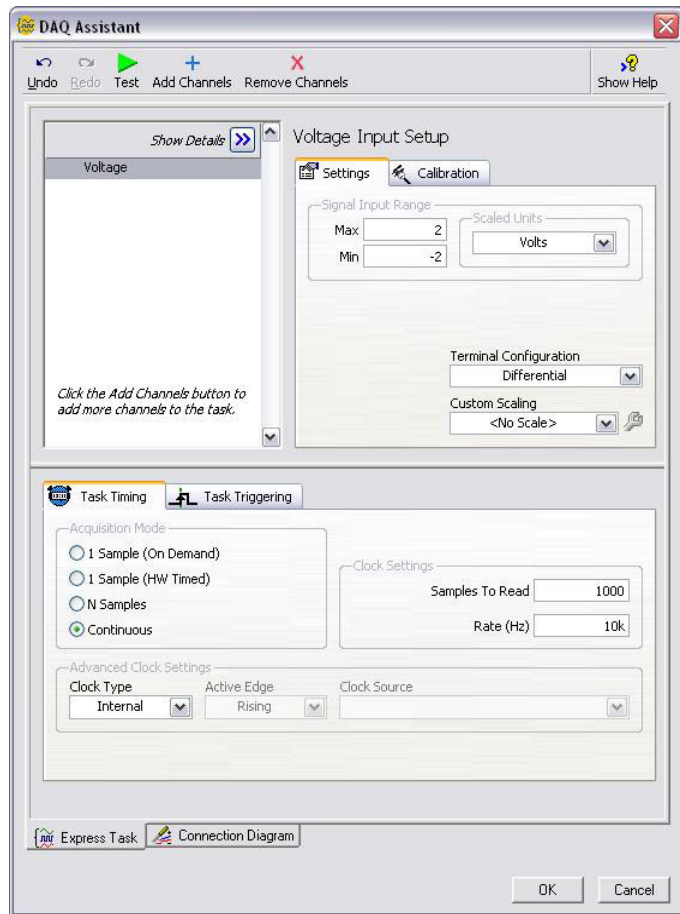 DAQ Assistant
Undo Redo Test Add Channels Remove Channels Show Help
Show Details
Voltage
Click the Add Channels button to
add more channels to the task.
Voltage Input Setup
Settings Calibration
Signal Input Range
Max 2
Min -2
Scaled Units
Volts
Terminal Configuration
Differential
Custom Scaling
<No Scale>
Task Timing Task Triggering
Acquisition Mode
1 Sample (On Demand)
1 Sample (HW Timed)
N Samples
Continuous
Clock Settings
Samples To Read 1000
Rate (Hz) 10k
Advanced Clock Settings
Clock Type Active Edge Clock Source
Internal Rising
Express Task Connection Diagram
OK Cancel